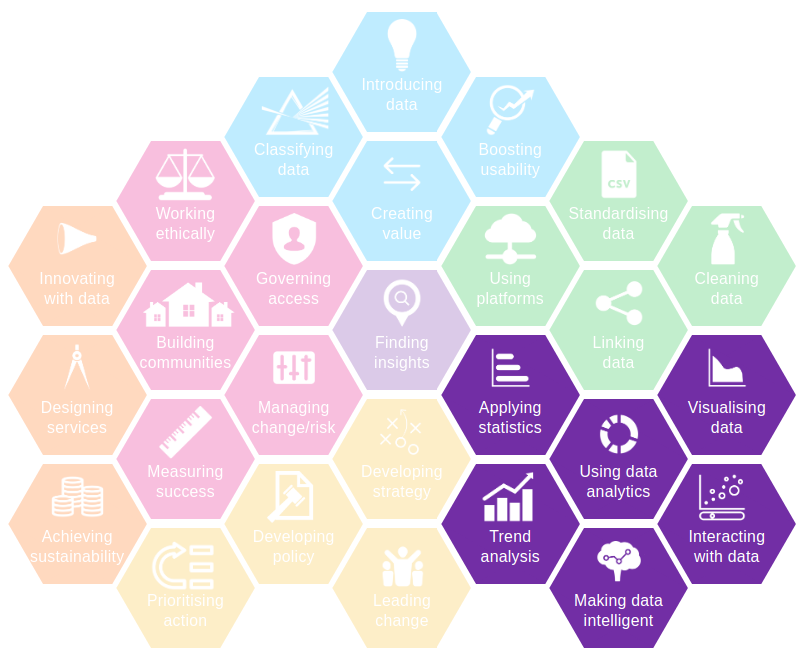 Introducing
data
Classifying
data
Boosting
usability
Working
ethically
Creating
value
Standardising
data
CSV
Innovating
with data
Governing
access
Using
platforms
Cleaning
data
Building
communities
Finding
insights
Linking
data
Designing
services
Managing
change/risk
Applying
statistics
Visualising
data
Measuring
success
Developing
strategy
Using data
analytics
Achieving
sustainability
Developing
policy
Trend
analysis
Interacting
with data
Prioritising
action
Leading
change
Making data
intelligent